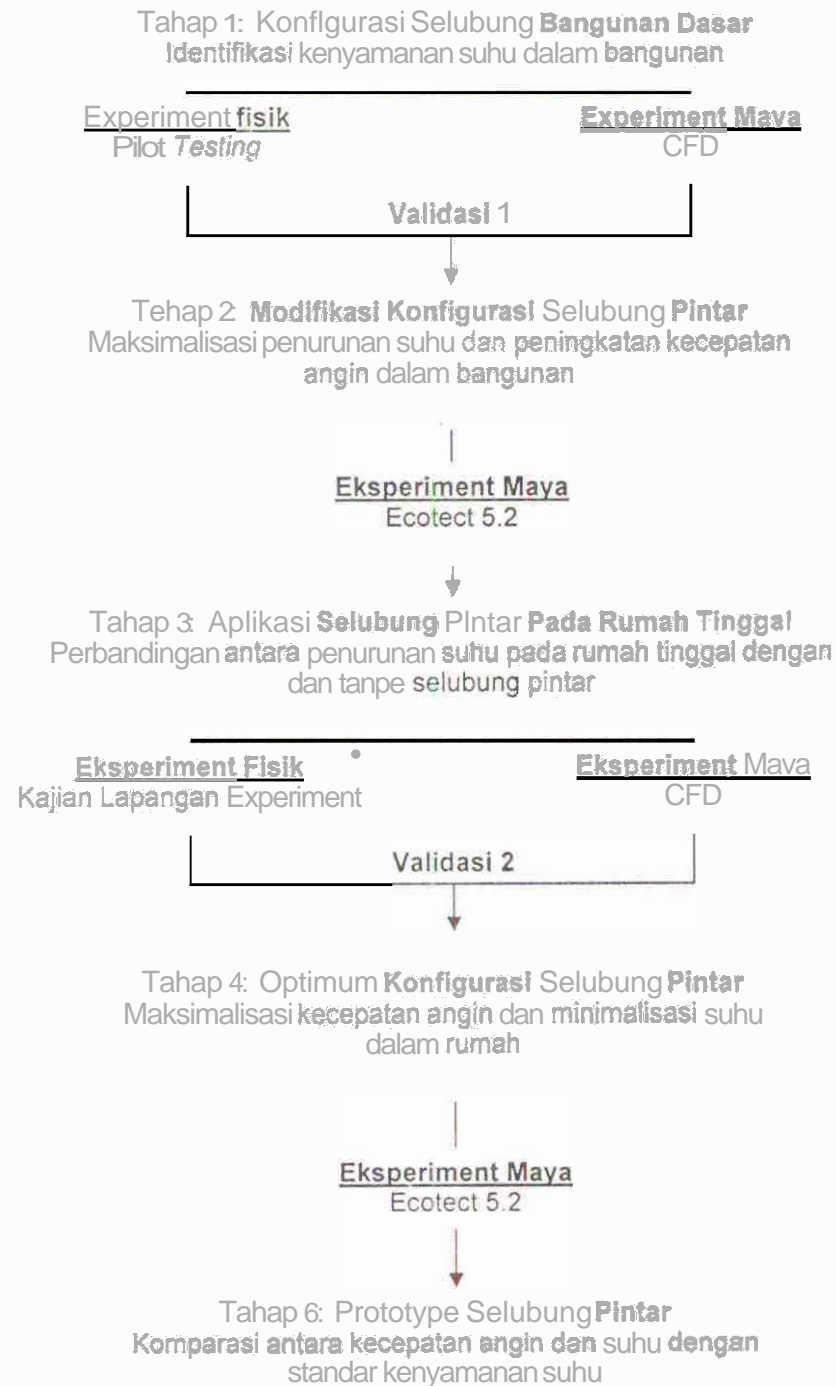 Tahap 1: Konflgurasi Selubung Bangunan Dasar
Identifikasi kenyamanan suhu dalam bangunan
Experiment fisik Experiment Mava
Pilot Testing CFD
Validasi 1
Tehap 2 Modifikasi Konfigurasi Selubung Pintar
Maksimalisasi penurunan suhu dan peningkatan kecepatan
angin dalam bangunan
Eksperiment Maya
Ecotect 5.2
Tahap 3: Aplikasi Selubung PIntar Pada Rumah Tinggal
Perbandingan antara penurunan suhu pada rumah tinggal dengan
dan tanpe selubung pintar
Eksperiment Fisik Eksperiment Mava
Kajian Lapangan Experiment CFD
Validasi 2
Tahap 4: Optimum Konfigurasi Selubung Pintar
Maksimalisasi kecepatan angin dan minimalisasi suhu
dalam rumah
Eksperiment Maya
Ecotect 5.2
Tahap 6: Prototype Selubung Pintar
Komparasi antara kecepatan angin dan suhu dengan
standar kenyamanan suhu